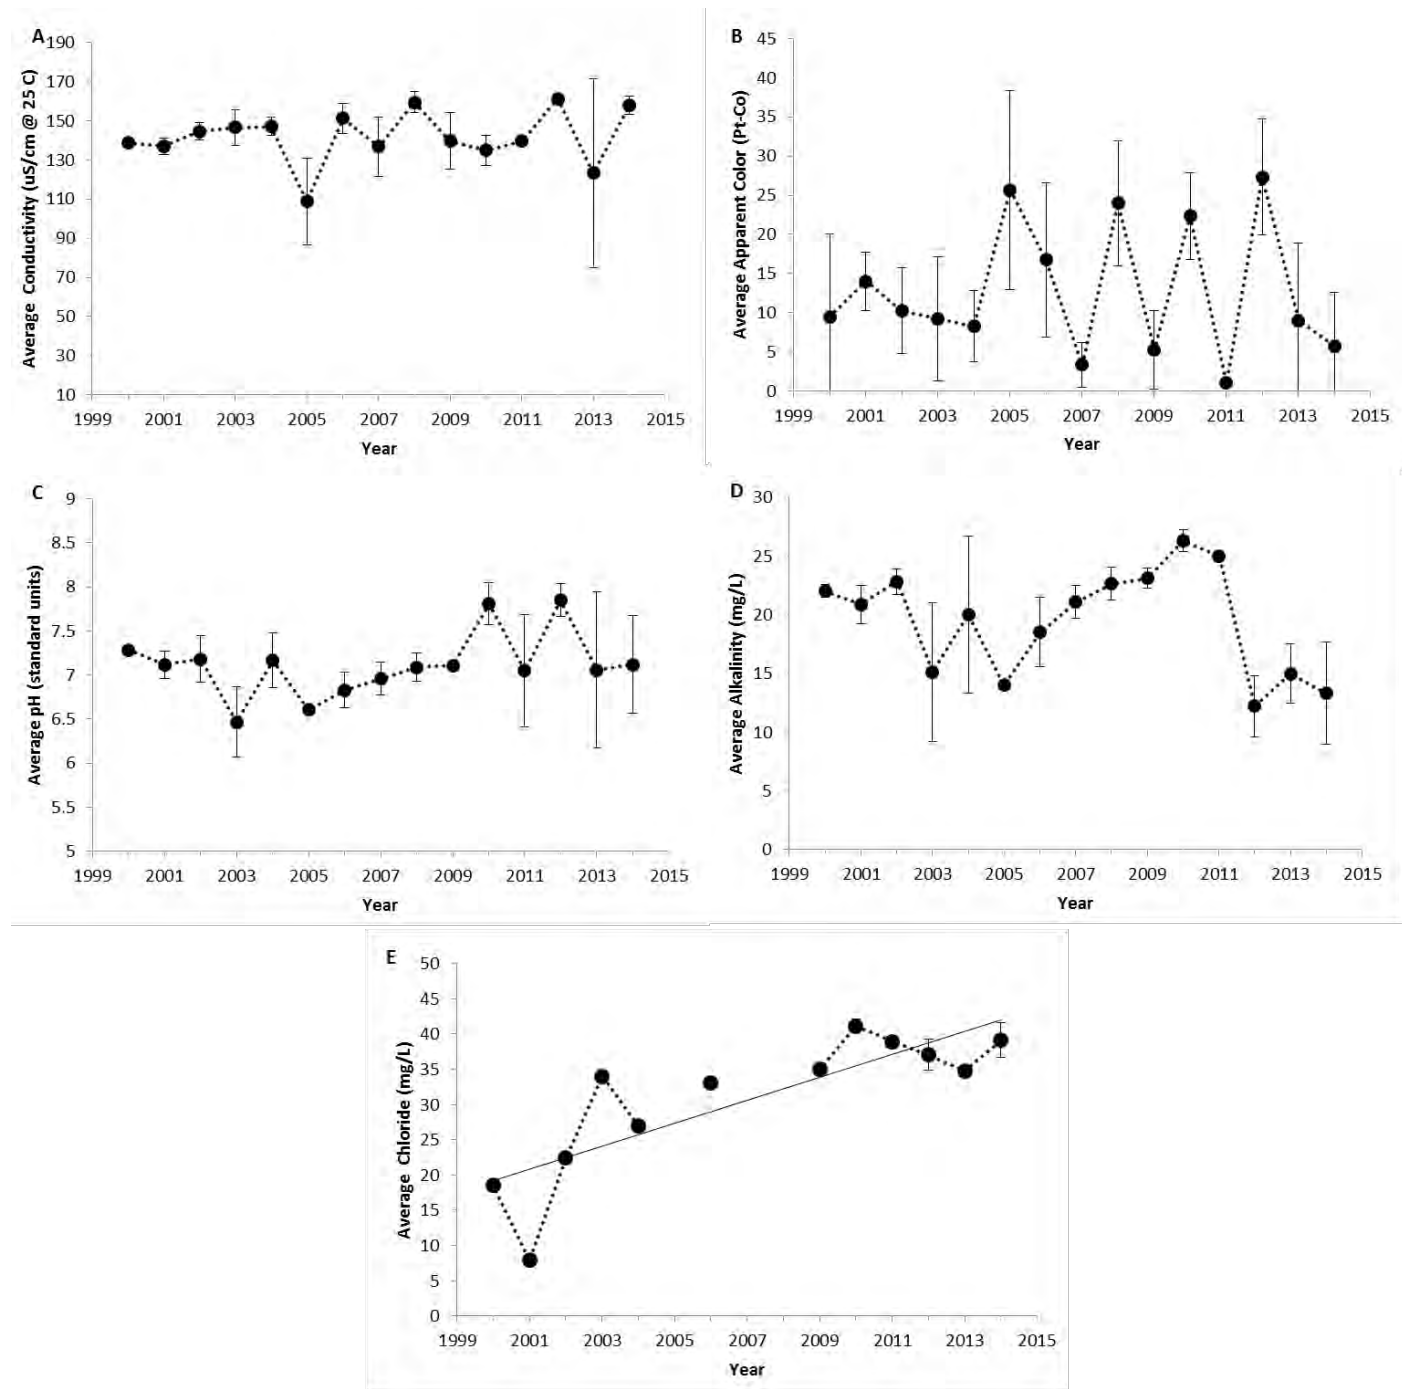 A
190
170
150
130
110
90
70
50
30
10
Average Conductivity (uS/cm @ 25 C)
1999 2001 2003 2005 2007 2009 2011 2013 2015
Year
B
45
40
35
30
25
20
15
10
5
0
Average Apparent Color (Pt-Co)
1999 2001 2003 2005 2007 2009 2011 2013 2015
Year
C
9
8.5
8
7.5
7
6.5
6
5.5
5
Average pH (standard units)
1999 2001 2003 2005 2007 2009 2011 2013 2015
Year
D
30
25
20
15
10
5
0
Average Alkalinity (mg/L)
1999 2001 2003 2005 2007 2009 2011 2013 2015
Year
E
50
45
40
35
30
25
20
15
10
5
0
Average Chloride (mg/L)
1999 2001 2003 2005 2007 2009 2011 2013 2015
Year